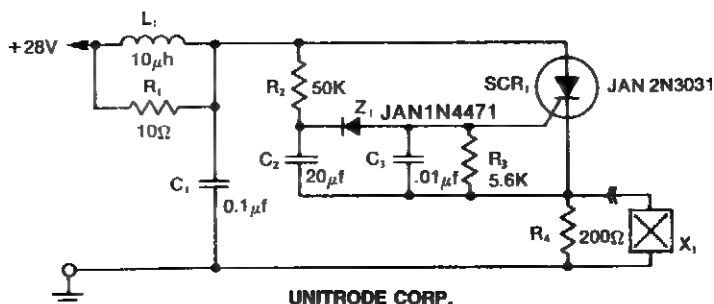 L₁
+28V
10μh
R₁
10Ω
C₁
0.1μf
R₂
50K
Z₁ JAN1N4471
SCR₁
JAN 2N3031
C₂
20μf
C₃
.01μf
R₃
5.6K
R₄
200Ω
X₁
UNITRODE CORP.